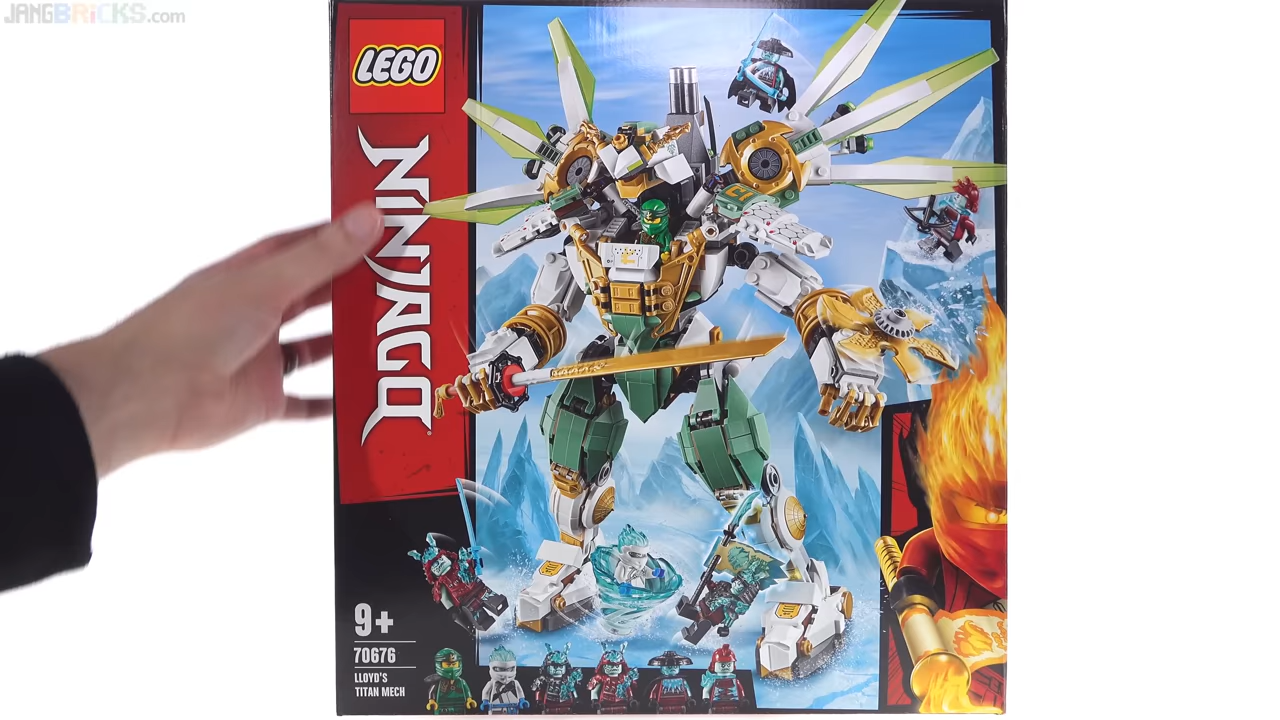 JANGBRiCKS.com
LEGO
NINJAGO®
9+
70676
LLOYD'S
TITAN MECH